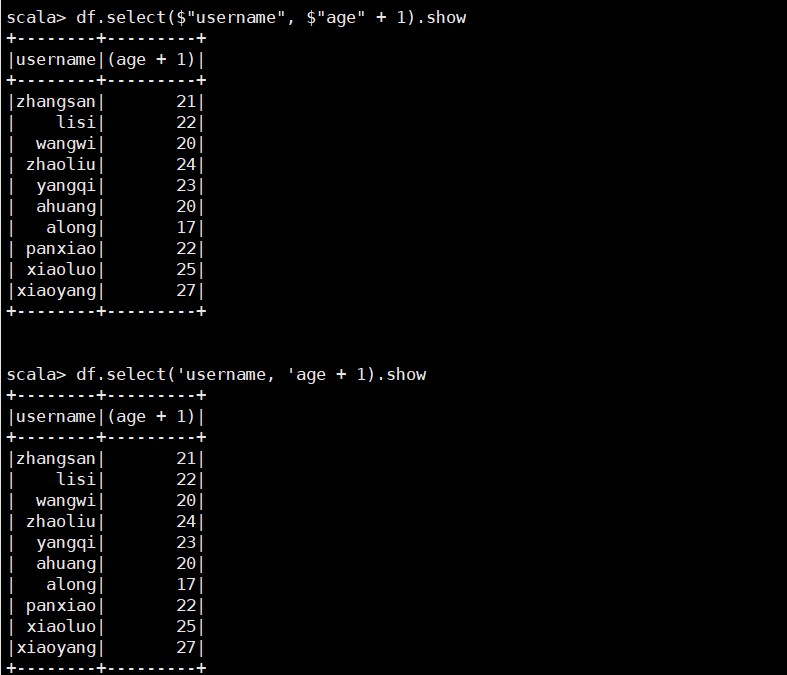 scala> df.select($"username", $"age" + 1).show
+--------+---------+
|username|(age + 1)|
+--------+---------+
|zhangsan|       21|
|    lisi|       22|
|  wangwi|       20|
| zhaoliu|       24|
|  yangqi|       23|
|  ahuang|       20|
|   along|       17|
| panxiao|       22|
| xiaoluo|       25|
|xiaoyang|       27|
+--------+---------+
scala> df.select('username, 'age + 1).show
+--------+---------+
|username|(age + 1)|
+--------+---------+
|zhangsan|       21|
|    lisi|       22|
|  wangwi|       20|
| zhaoliu|       24|
|  yangqi|       23|
|  ahuang|       20|
|   along|       17|
| panxiao|       22|
| xiaoluo|       25|
|xiaoyang|       27|
+--------+---------+